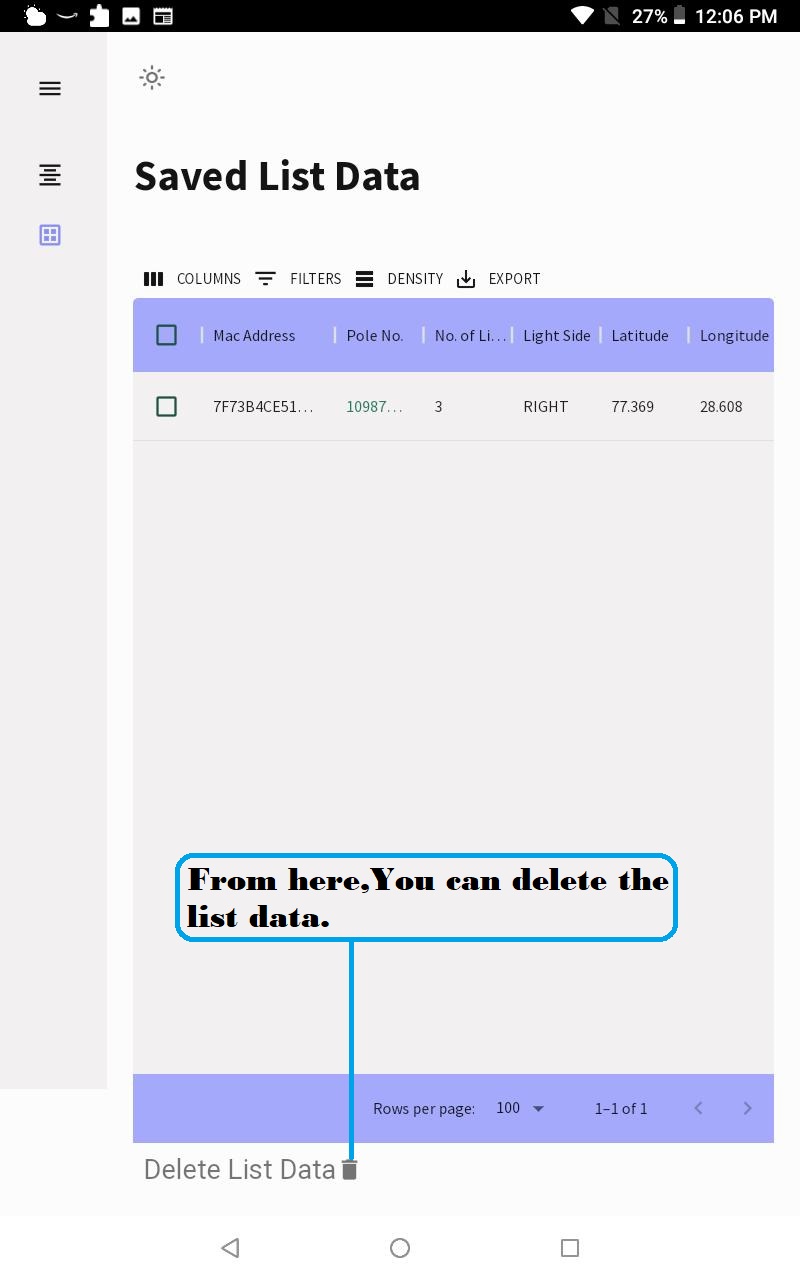 27% 12:06 PM
Saved List Data
COLUMNS FILTERS DENSITY EXPORT
Mac Address Pole No. No. of Li... Light Side Latitude Longitude
7F73B4CE51... 10987... 3 RIGHT 77.369 28.608
From here,You can delete the
list data.
Rows per page: 100 1–1 of 1
Delete List Data